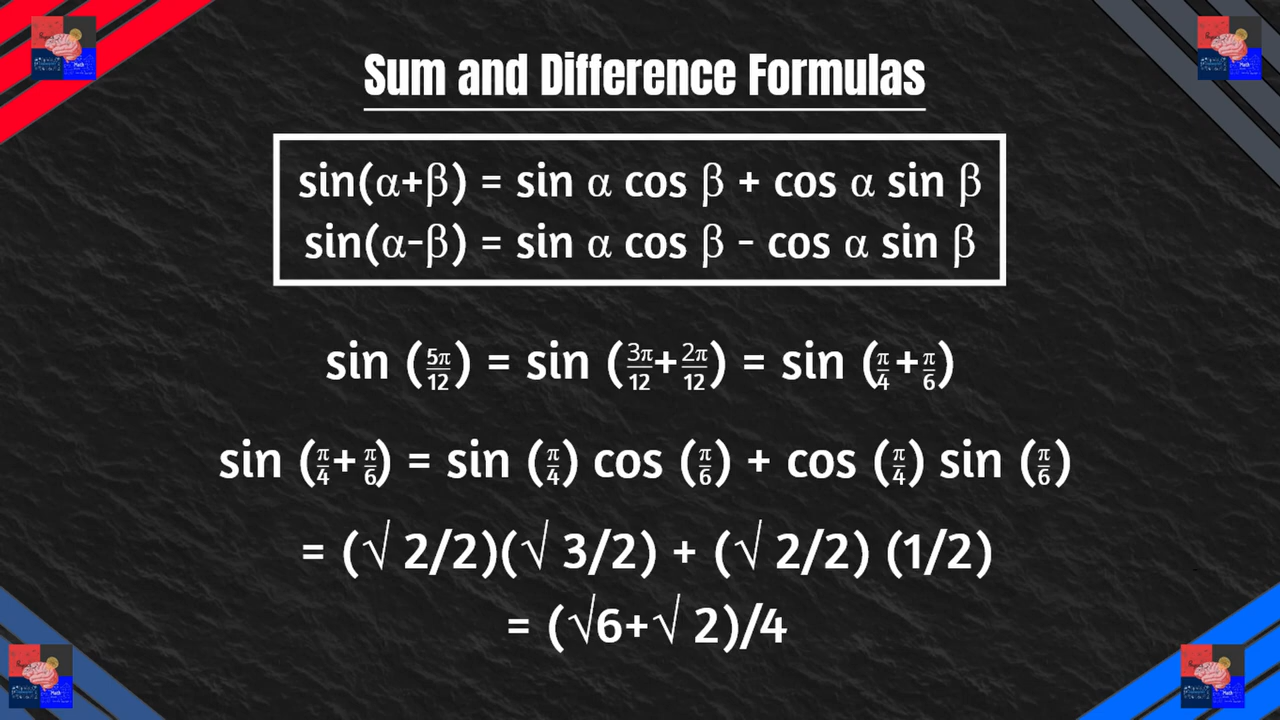 Sum and Difference Formulas
sin(α+β) = sin α cos β + cos α sin β
sin(α-β) = sin α cos β - cos α sin β
sin (5π/12) = sin (3π/12+2π/12) = sin (π/4+π/6)
sin (π/4+π/6) = sin (π/4) cos (π/6) + cos (π/4) sin (π/6)
= (√ 2/2)(√ 3/2) + (√ 2/2) (1/2)
= (√6+√ 2)/4